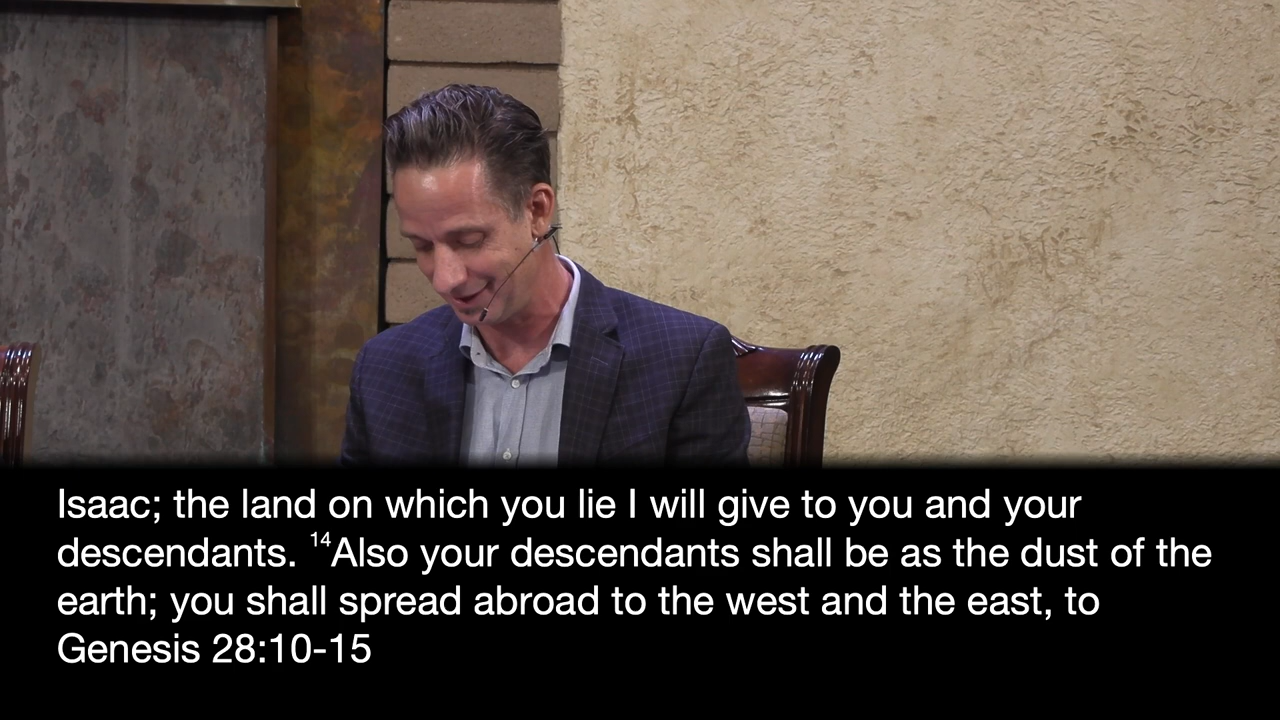 Isaac; the land on which you lie I will give to you and your
descendants. 14Also your descendants shall be as the dust of the
earth; you shall spread abroad to the west and the east, to
Genesis 28:10-15